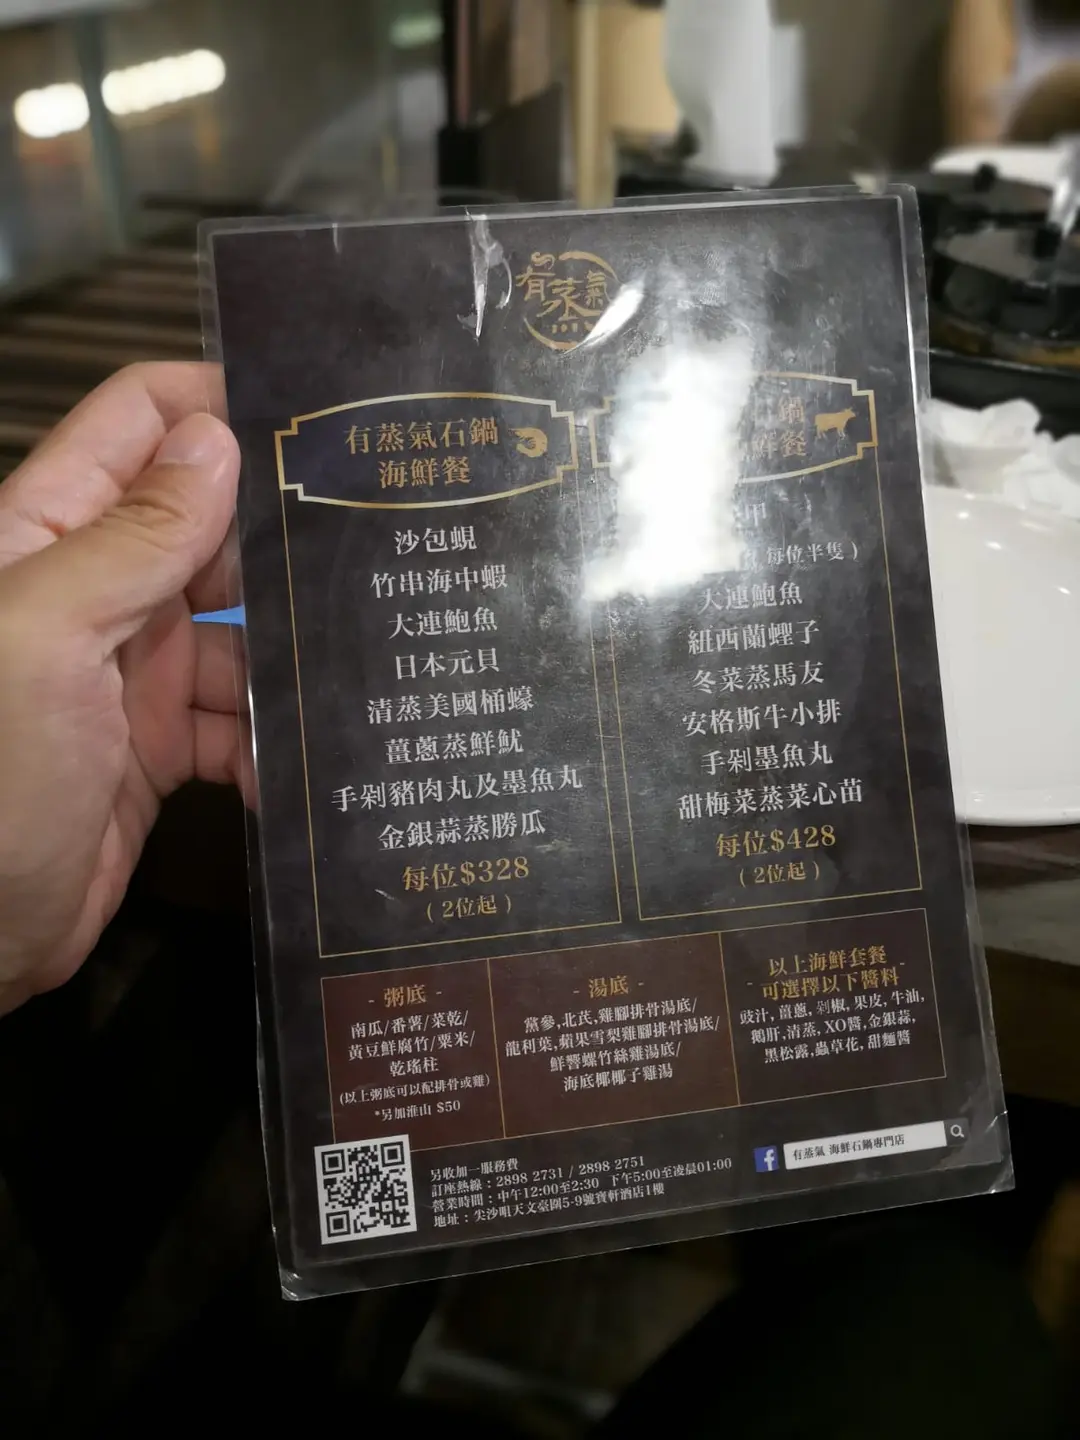 有蒸氣
有蒸氣石鍋
海鮮餐
沙包蜆
竹串海中蝦
大連鮑魚
日本元貝
清蒸美國桶蠔
薑蔥蒸鮮魷
手剁豬肉丸及墨魚丸
金銀蒜蒸勝瓜
每位$328
( 2位起 )
鍋
鮮餐
每位半隻 )
大連鮑魚
紐西蘭蟶子
冬菜蒸馬友
安格斯牛小排
手剁墨魚丸
甜梅菜蒸菜心苗
每位$428
( 2位起 )
- 粥底 -
南瓜/番薯/菜乾/
黃豆鮮腐竹/粟米/
乾瑤柱
(以上粥底可以配排骨或雞)
*另加淮山 $50
- 湯底 -
黨參,北芪,雞腳排骨湯底/
龍利葉,蘋果雪梨雞腳排骨湯底/
鮮響螺竹絲雞湯底/
海底椰椰子雞湯
以上海鮮套餐
- 可選擇以下醬料 -
豉汁, 薑蔥, 剁椒, 果皮, 牛油,
鵝肝,清蒸, XO醬,金銀蒜,
黑松露,蟲草花, 甜麵醬
另收加一服務費
訂座熱線：2898 2731 / 2898 2751
營業時間：中午12:00至2:30 下午5:00至凌晨01:00
地址：尖沙咀天文臺圍5-9號寶軒酒店1樓
f 有蒸氣 海鮮石鍋專門店